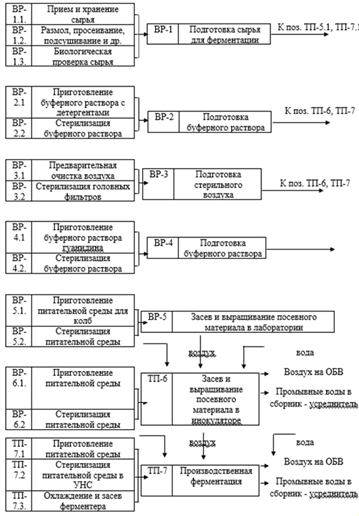 ВР-1.1. Прием и хранение сырья
ВР-1.2. Размол, просеивание, подсушивание и др.
ВР-1.3. Биологическая проверка сырья
ВР-1 Подготовка сырья для ферментации
К поз. ТП-5.1, ТП-7.1
ВР-2.1 Приготовление буферного раствора с детергентами
ВР-2.2 Стерилизация буферного раствора
ВР-2 Подготовка буферного раствора
К поз. ТП-6, ТП-7
ВР-3.1 Предварительная очистка воздуха
ВР-3.2 Стерилизация головных фильтров
ВР-3 Подготовка стерильного воздуха
К поз. ТП-6, ТП-7
ВР-4.1 Приготовление буферного раствора гуанидина
ВР-4.2. Стерилизация буферного раствора
ВР-4 Подготовка буферного раствора
ВР-5.1. Приготовление питательной среды для колб
ВР-5.2. Стерилизация питательной среды
ВР-5 Засев и выращивание посевного материала в лаборатории
воздух
вода
ВР-6.1. Приготовление питательной среды
ВР-6.2 Стерилизация питательной среды
ТП-6 Засев и выращивание посевного материала в инокуляторе
Воздух на ОБВ
Промывные воды в сборник - усреднитель
воздух
вода
ТП-7.1 Приготовление питательной среды
ТП-7.2 Стерилизация питательной среды в УНС
ТП-7.3. Охлаждение и засев ферментера
ТП-7 Производственная ферментация
Воздух на ОБВ
Промывные воды в сборник - усреднитель